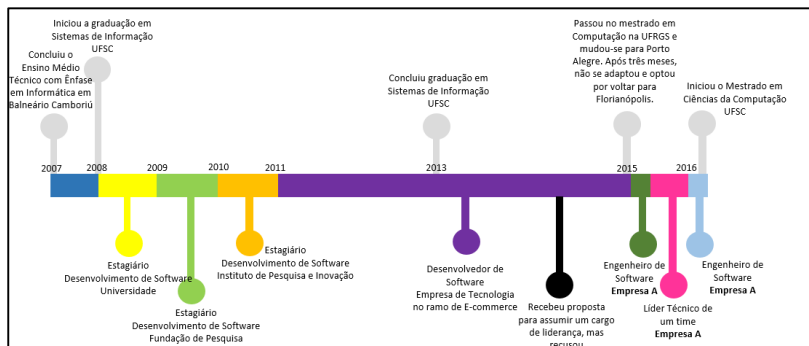 Iniciou a graduação em
Sistemas de Informação
UFSC
Concluiu o
Ensino Médio
Técnico com Ênfase
em Informática em
Balneário Camboriú
Concluiu graduação em
Sistemas de Informação
UFSC
Passou no mestrado em
Computação na UFRGS e
mudou-se para Porto
Alegre. Após três meses,
não se adaptou e optou
por voltar para
Florianópolis.
Iniciou o Mestrado em
Ciências da Computação
UFSC
2007
2008
2009
2010
2011
2013
2015
2016
Estagiário
Desenvolvimento de Software
Universidade
Estagiário
Desenvolvimento de Software
Fundação de Pesquisa
Estagiário
Desenvolvimento de Software
Instituto de Pesquisa e Inovação
Desenvolvedor de
Software
Empresa de Tecnologia
no ramo de E-commerce
Recebeu proposta
para assumir um cargo
de liderança, mas
recusou
Engenheiro de
Software
Empresa A
Líder Técnico de
um time
Empresa A
Engenheiro de
Software
Empresa A